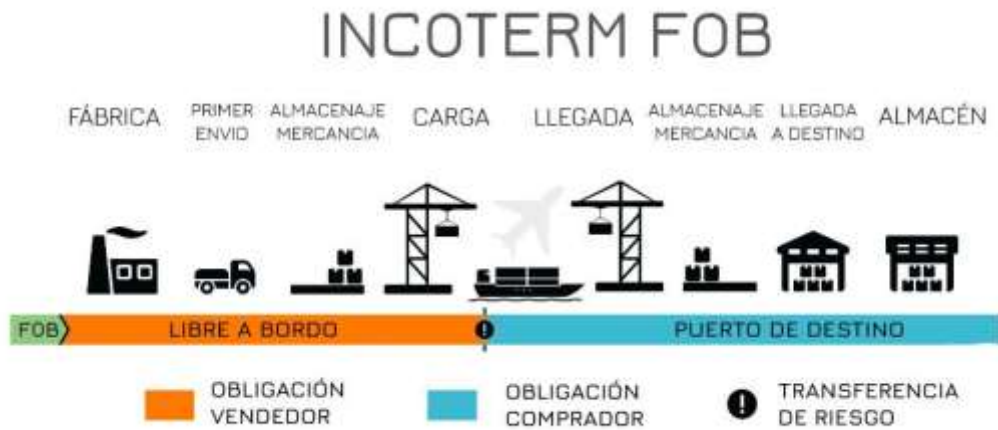 INCOTERM FOB
FÁBRICA
PRIMER
ENVIO
ALMACENAJE
MERCANCIA
CARGA
LLEGADA
ALMACENAJE
MERCANCIA
LLEGADA
A DESTINO
ALMACÉN
FOB
LIBRE A BORDO
PUERTO DE DESTINO
OBLIGACIÓN
VENDEDOR
OBLIGACIÓN
COMPRADOR
TRANSFERENCIA
DE RIESGO